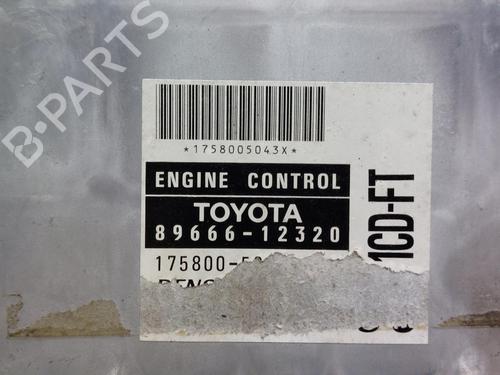 B-PARTS
*1758005043X*
ENGINE CONTROL
TOYOTA
89666-12320
1CD-FT